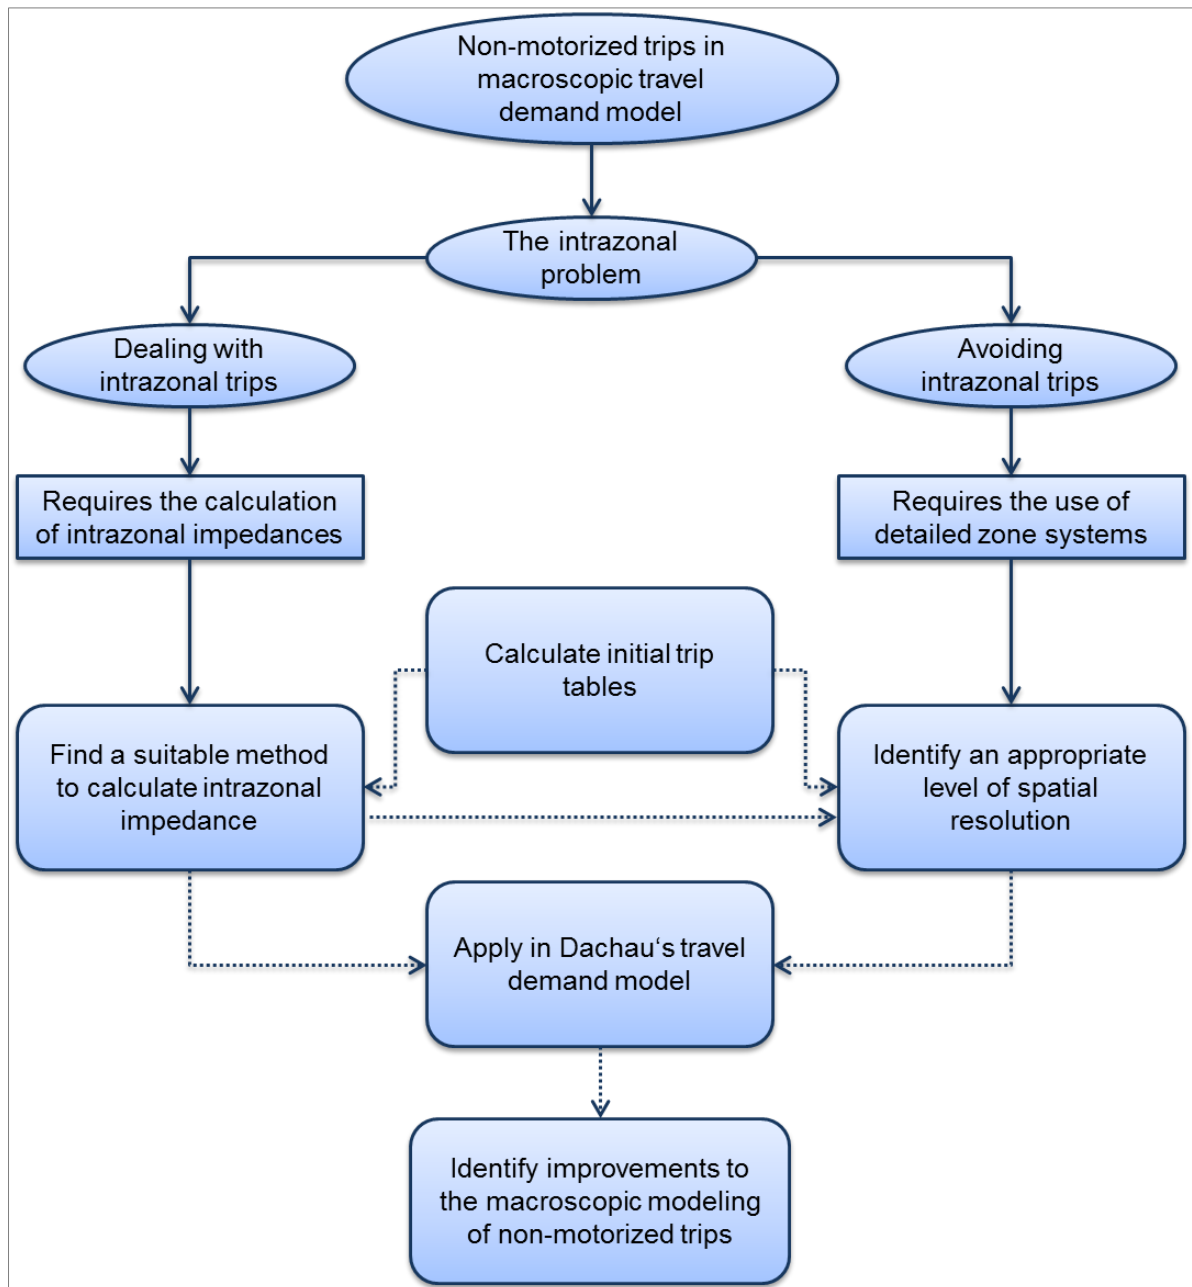 Non-motorized trips in
macroscopic travel
demand model
The intrazonal
problem
Dealing with
intrazonal trips
Avoiding
intrazonal trips
Requires the calculation
of intrazonal impedances
Requires the use of
detailed zone systems
Calculate initial trip
tables
Find a suitable method
to calculate intrazonal
impedance
Identify an appropriate
level of spatial
resolution
Apply in Dachau‘s travel
demand model
Identify improvements to
the macroscopic modeling
of non-motorized trips